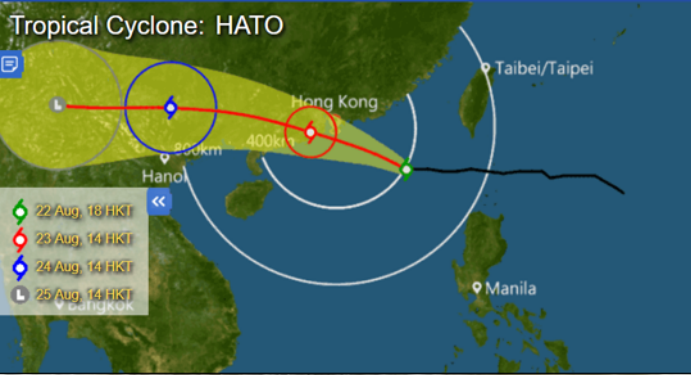 Tropical Cyclone: HATO
Taibei/Taipei
Hong Kong
400km
800km
Hanoi
22 Aug, 18 HKT
23 Aug, 14 HKT
24 Aug, 14 HKT
25 Aug, 14 HKT
Manila
Bangkok